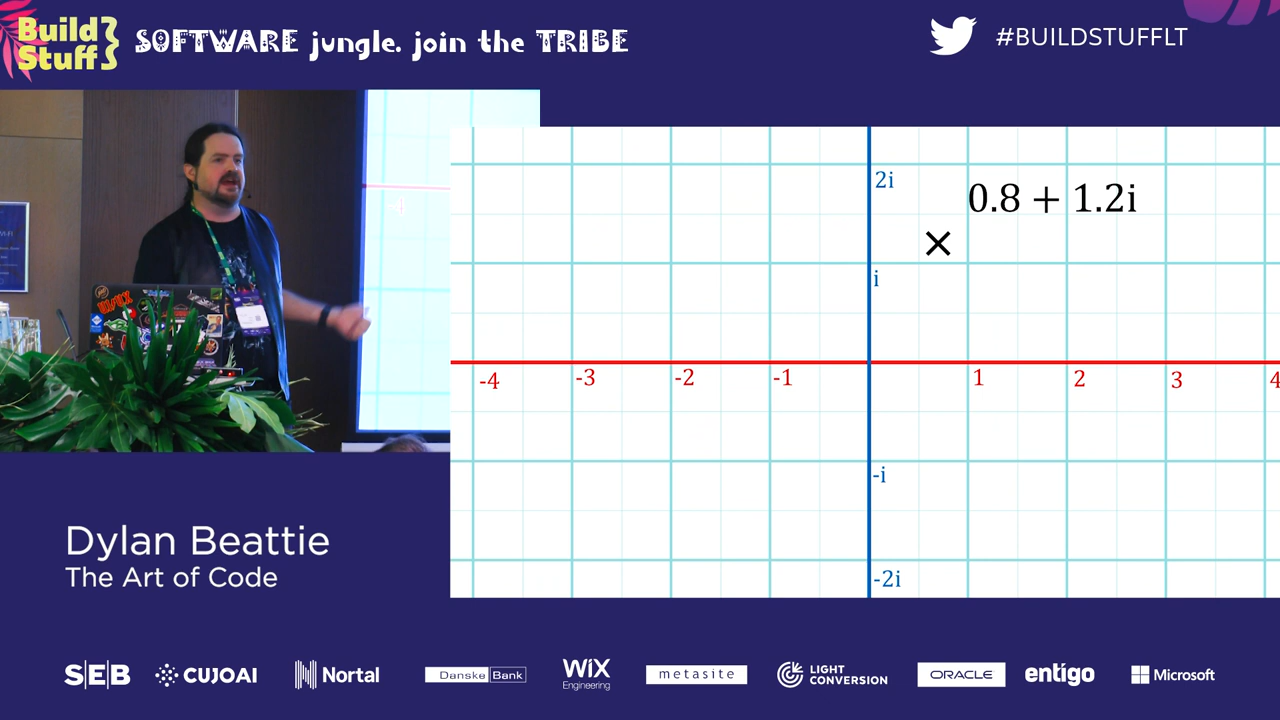 Build
Stuff
SOFTWARE jungle. join the TRIBE
#BUILDSTUFFLT
2i
0.8 + 1.2i
×
i
-4
-3
-2
-1
1
2
3
4
-i
-2i
Dylan Beattie
The Art of Code
SEB
CUJOAI
Nortal
Danske Bank
WiX
Engineering
metasite
LIGHT
CONVERSION
ORACLE
entigo
Microsoft